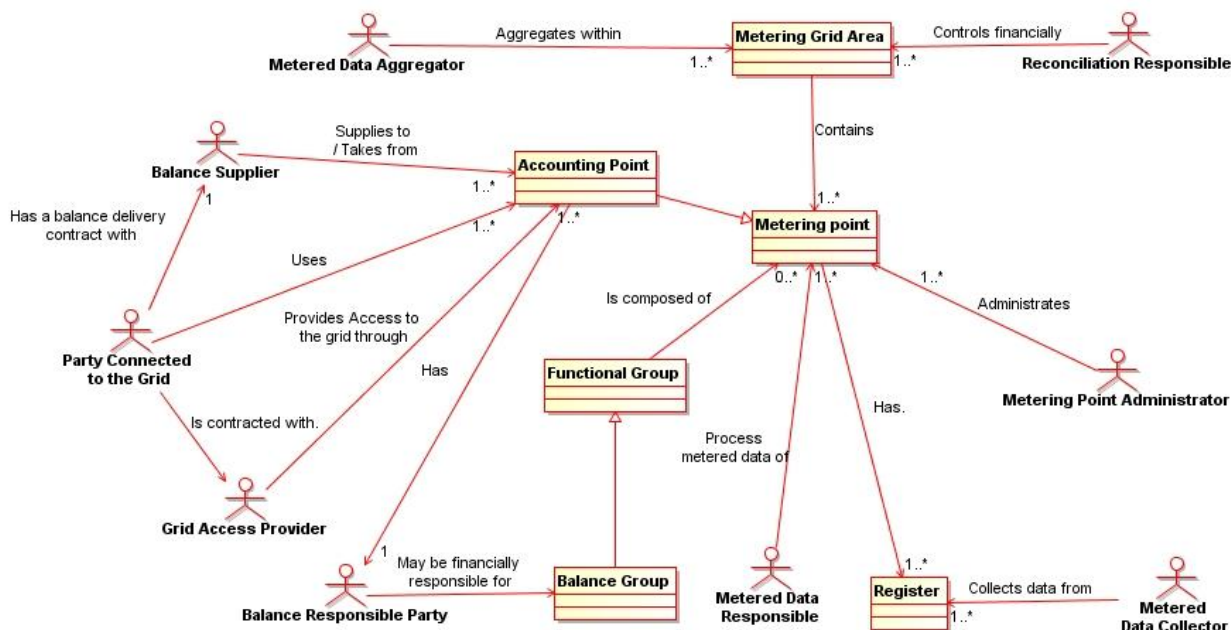 Aggregates within
Metering Grid Area
Controls financially
Metered Data Aggregator
1..*
1..*
Reconciliation Responsible
Contains
Supplies to
/ Takes from
Accounting Point
Balance Supplier
1..*
1
1..*
1..*
1..*
Metering point
Has a balance delivery
contract with
Uses
0..*
1..*
1..*
Is composed of
Administrates
Provides Access to
the grid through
Party Connected
to the Grid
Has
Functional Group
Metering Point Administrator
Is contracted with.
Has.
Process
metered data of
Grid Access Provider
1
1..*
May be financially
responsible for
Balance Group
Balance Responsible Party
Metered Data
Responsible
Register
1..*
Collects data from
Metered
Data Collector